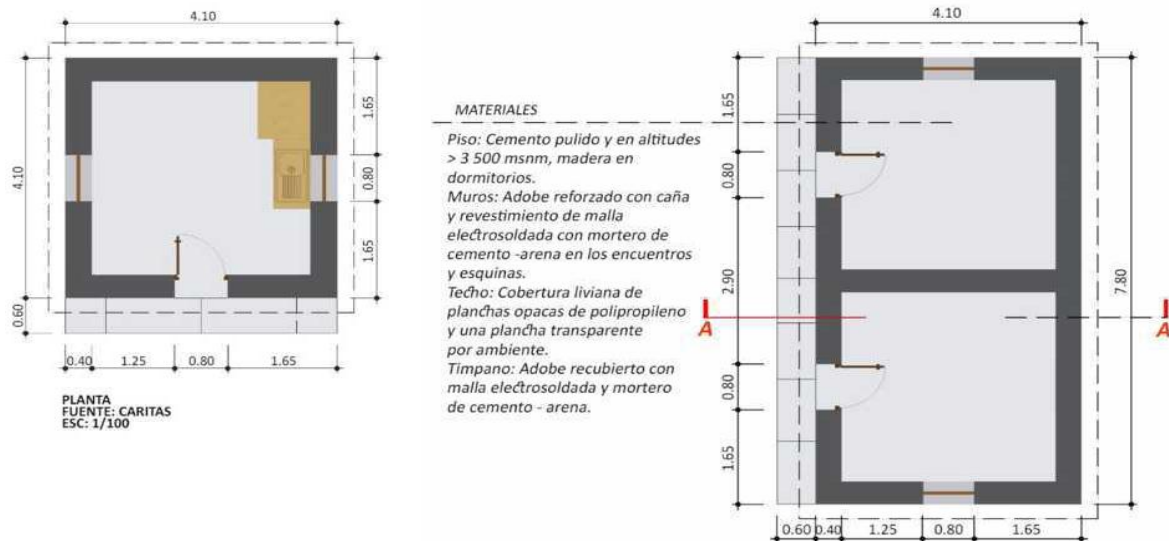 4.10
4.10
0.60
1.65
0.80
1.65
0.40
1.25
0.80
1.65
PLANTA
FUENTE: CARITAS
ESC: 1/100
MATERIALES
Piso: Cemento pulido y en altitudes
> 3 500 msnm, madera en
dormitorios.
Muros: Adobe reforzado con caña
y revestimiento de malla
electrosoldada con mortero de
cemento -arena en los encuentros
y esquinas.
Techo: Cobertura liviana de
planchas opacas de polipropileno
y una plancha transparente
por ambiente.
Timpano: Adobe recubierto con
malla electrosoldada y mortero
de cemento - arena.
4.10
1.65
0.80
2.90
0.80
1.65
7.80
A
A
0.60
0.40
1.25
0.80
1.65